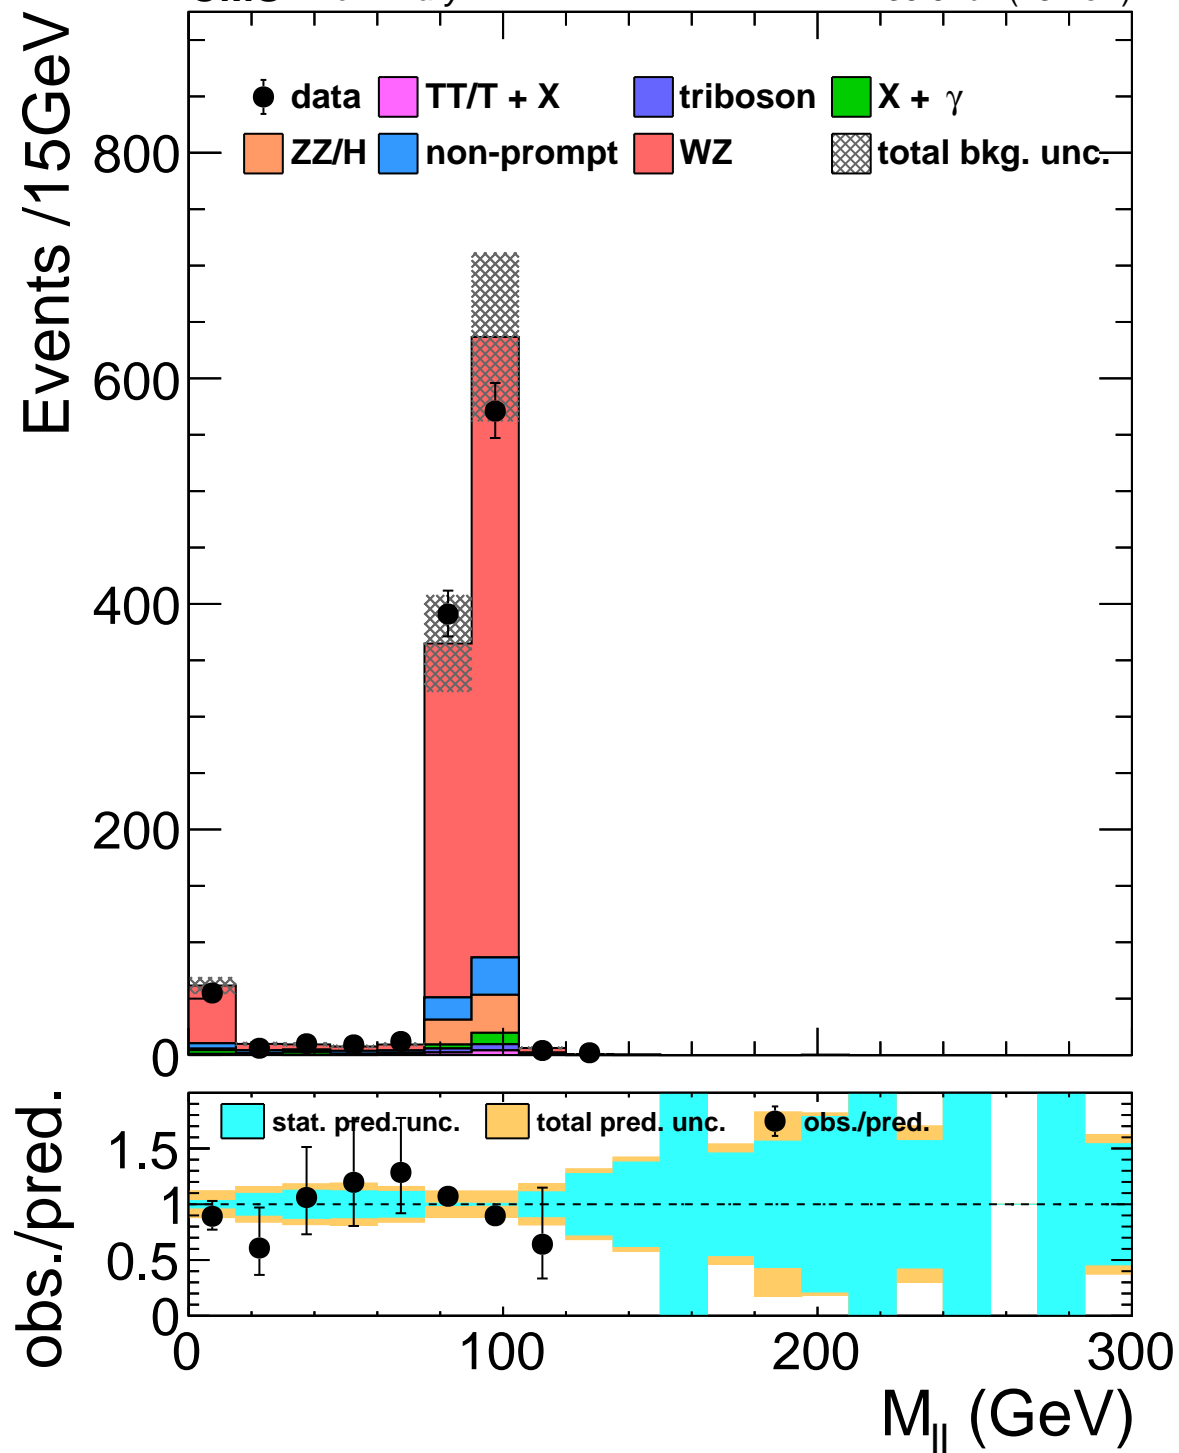 Events /15GeV
data TT/T + X triboson X + γ
ZZ/H non-prompt WZ total bkg. unc.
800
600
400
200
0
obs./pred.
stat. pred. unc. total pred. unc. obs./pred.
1.5
1
0.5
0
0 100 200 300
M_ll (GeV)